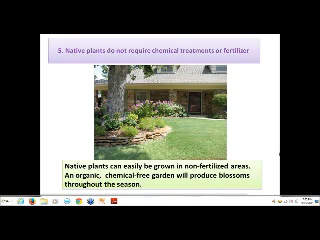 5. Native plants do not require chemical treatments or fertilizer
Native plants can easily be grown in non-fertilized areas.
An organic,  chemical-free garden will produce blossoms
throughout the season.